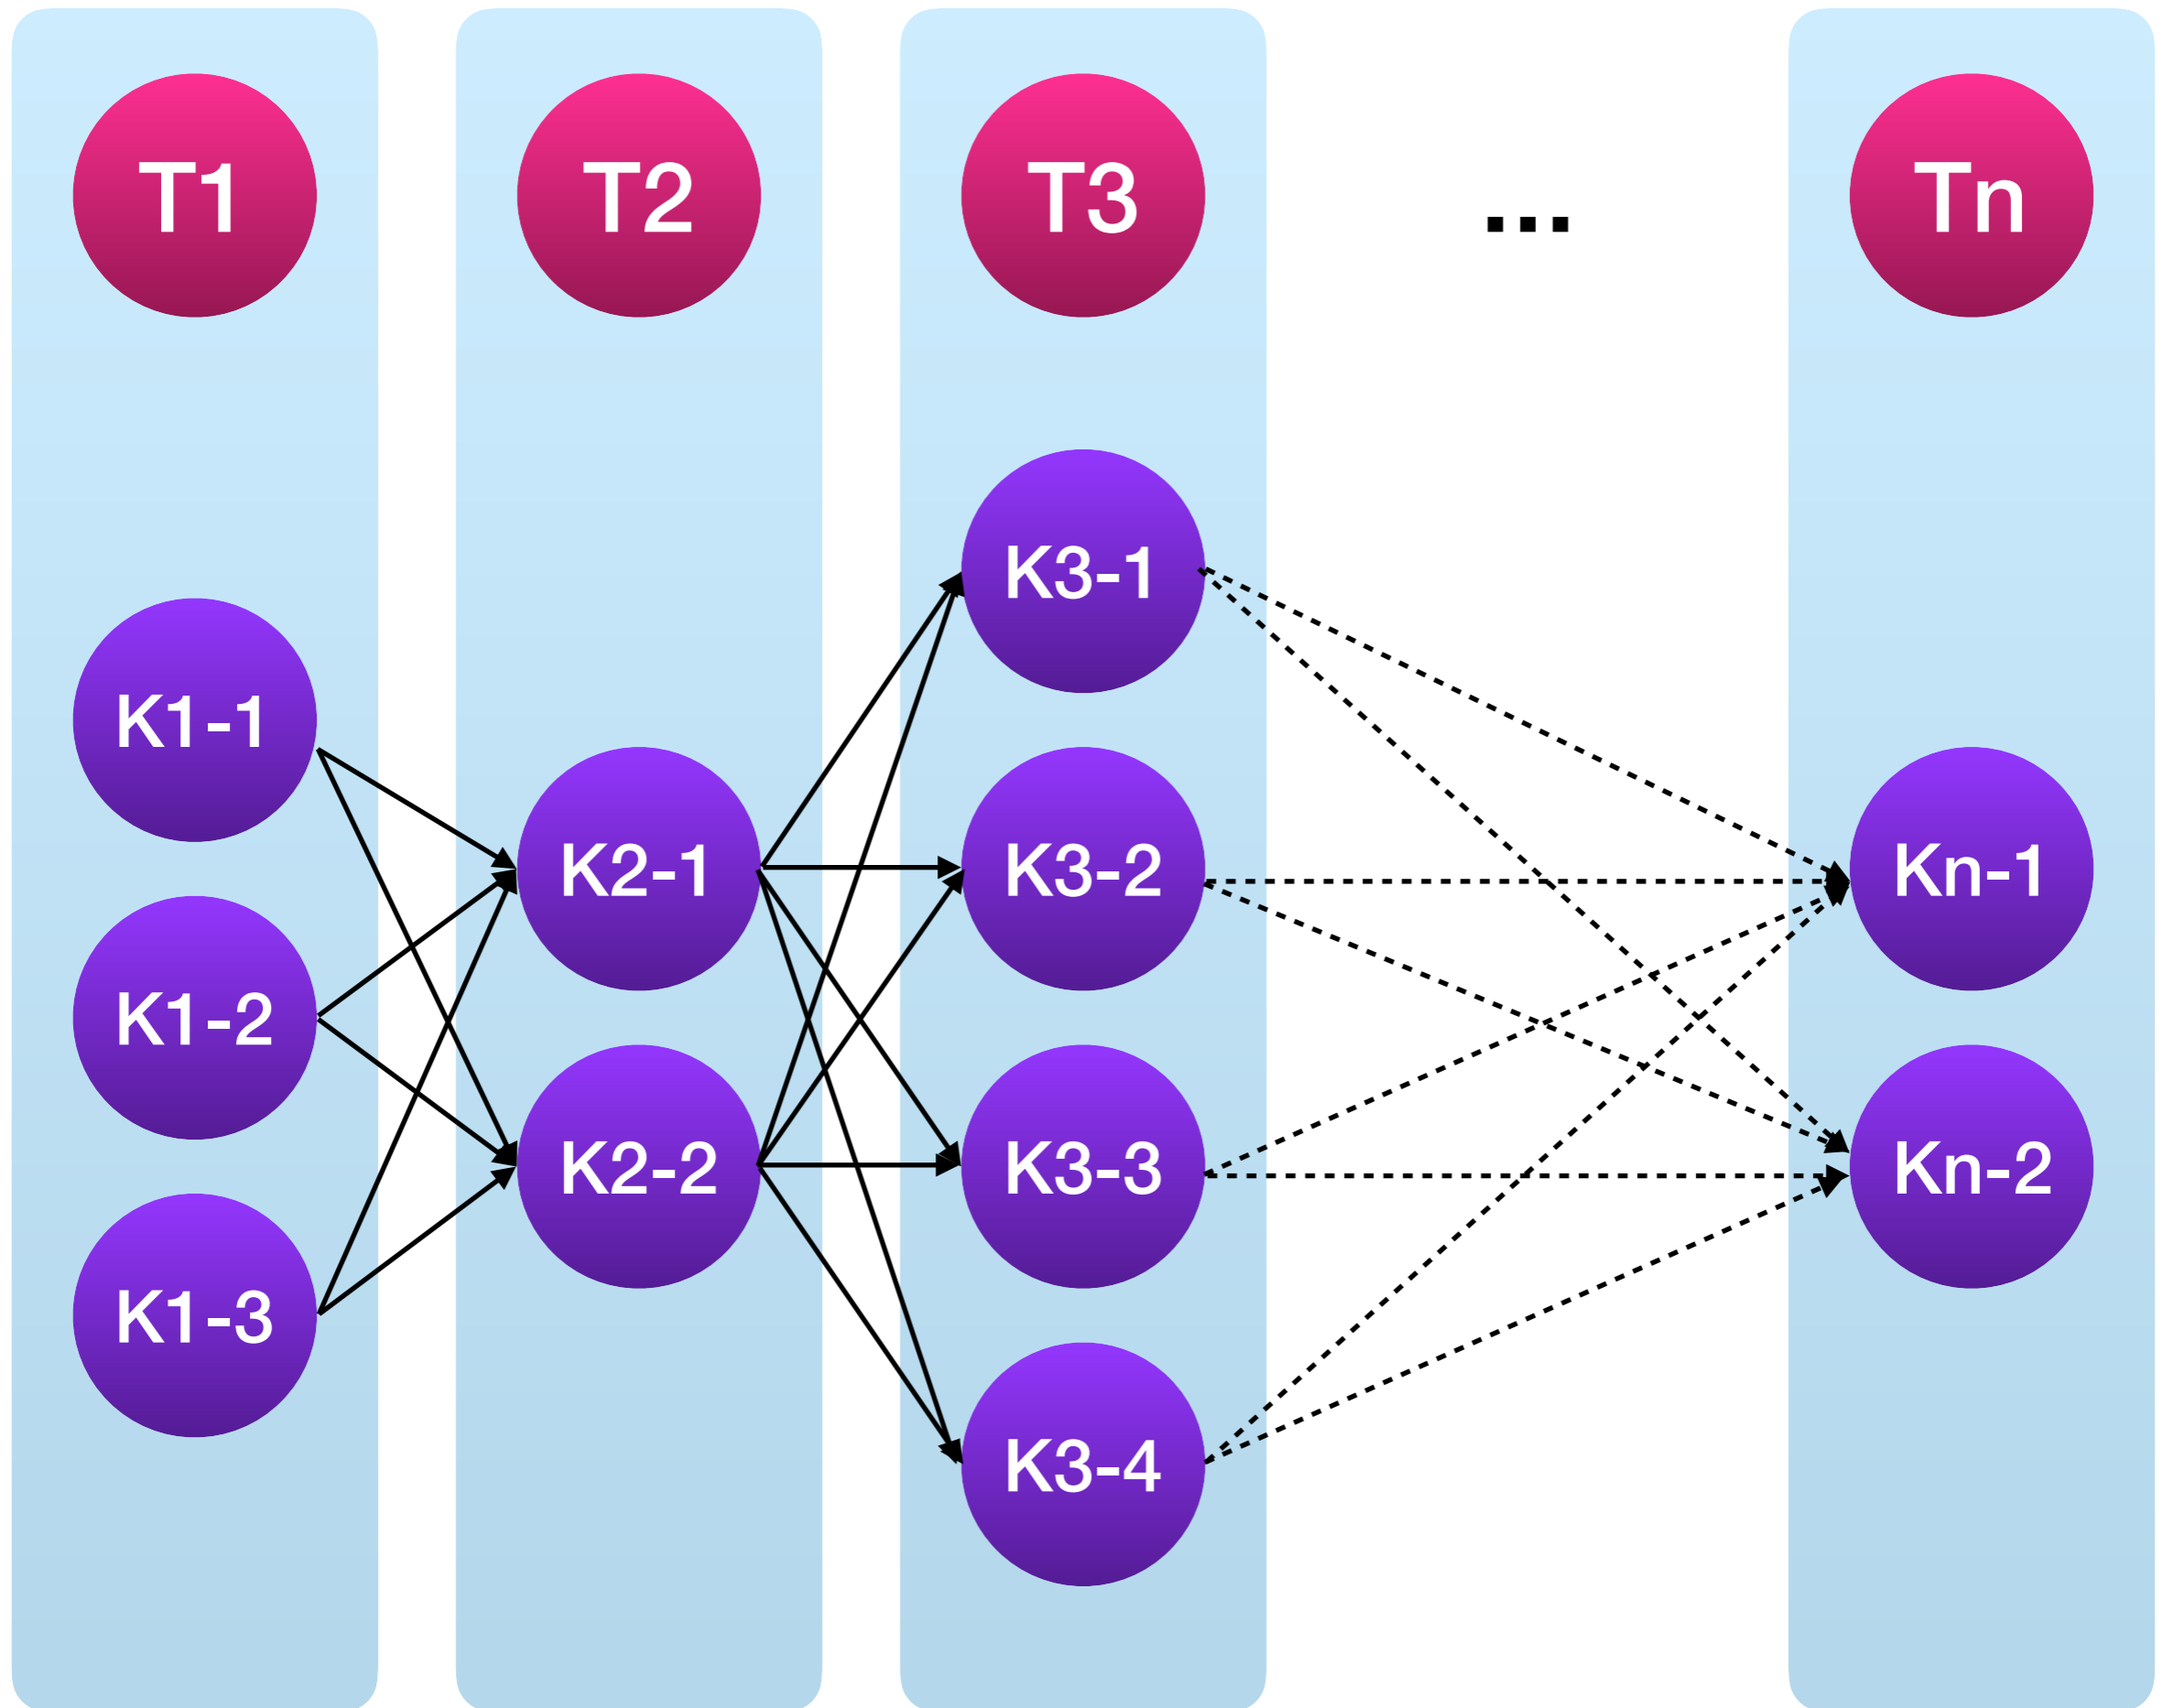 T1
T2
T3
...
Tn
K1-1
K1-2
K1-3
K2-1
K2-2
K3-1
K3-2
K3-3
K3-4
Kn-1
Kn-2